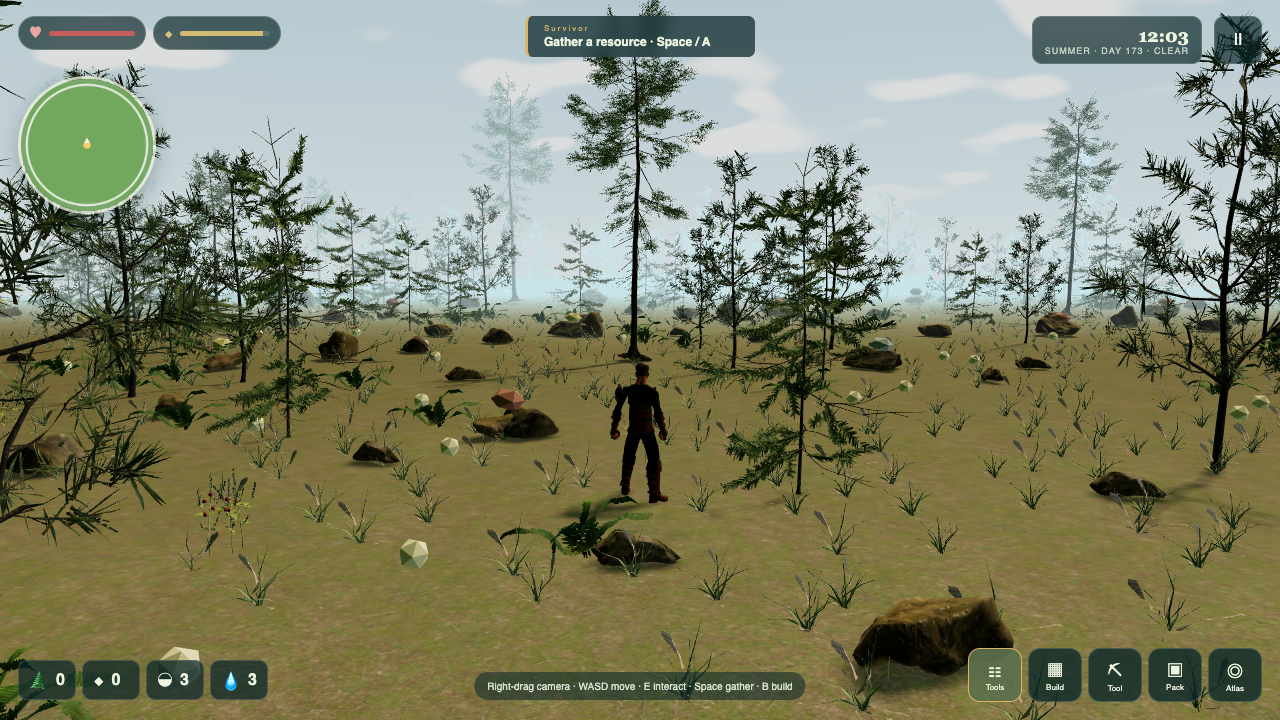 Survivor
Gather a resource · Space / A
12:03
SUMMER · DAY 173 · CLEAR
0
0
3
3
Right-drag camera · WASD move · E interact · Space gather · B build
Tools
Build
Tool
Pack
Atlas